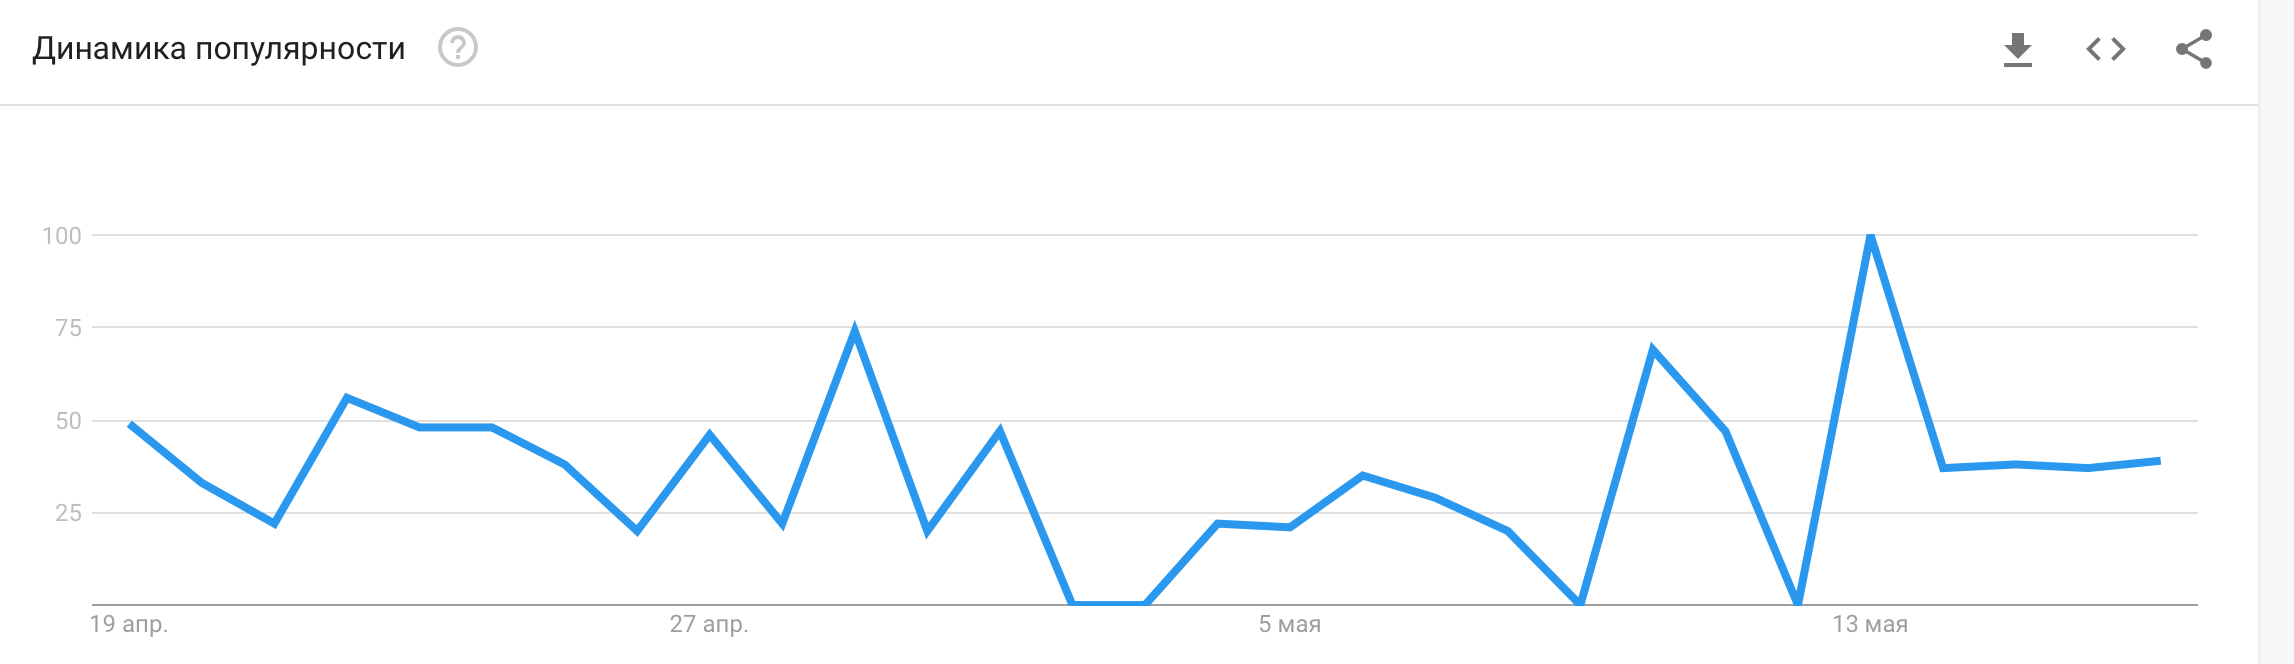 Динамика популярности ?
100
75
50
25
19 апр. 27 апр. 5 мая 13 мая